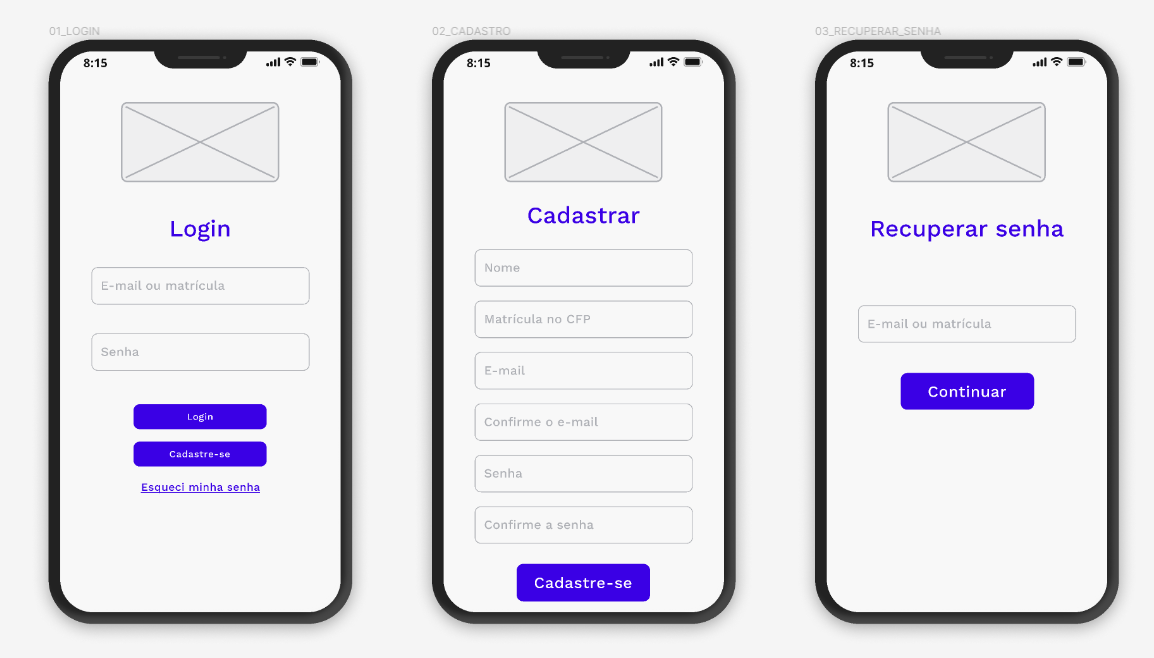 01_LOGIN
8:15
Login
E-mail ou matrícula
Senha
Login
Cadastre-se
Esqueci minha senha
02_CADASTRO
8:15
Cadastrar
Nome
Matrícula no CFP
E-mail
Confirme o e-mail
Senha
Confirme a senha
Cadastre-se
03_RECUPERAR_SENHA
8:15
Recuperar senha
E-mail ou matrícula
Continuar